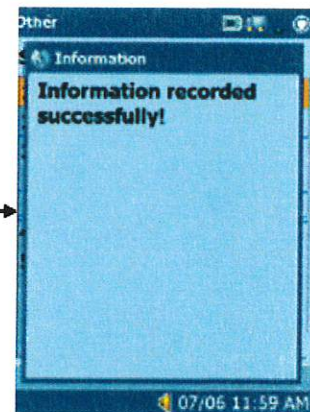 Other
Information
Information recorded
successfully!
07/06 11:59 AM